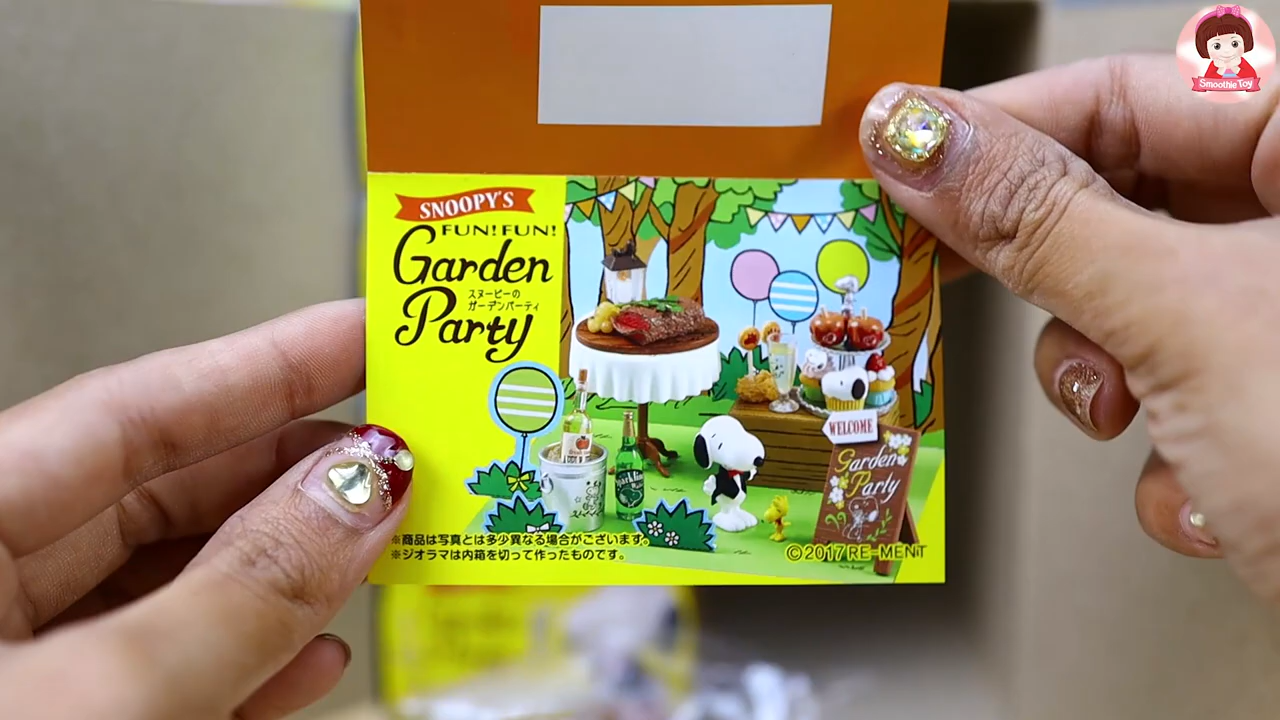 Smoothie Toy
SNOOPY'S
FUN! FUN!
Garden
スヌーピーの
ガーデンパーティ
Party
WELCOME
Garden
Party
※商品は写真とは多少異なる場合がございます。
※ジオラマは内箱を切って作ったものです。
©2017 RE-MENT